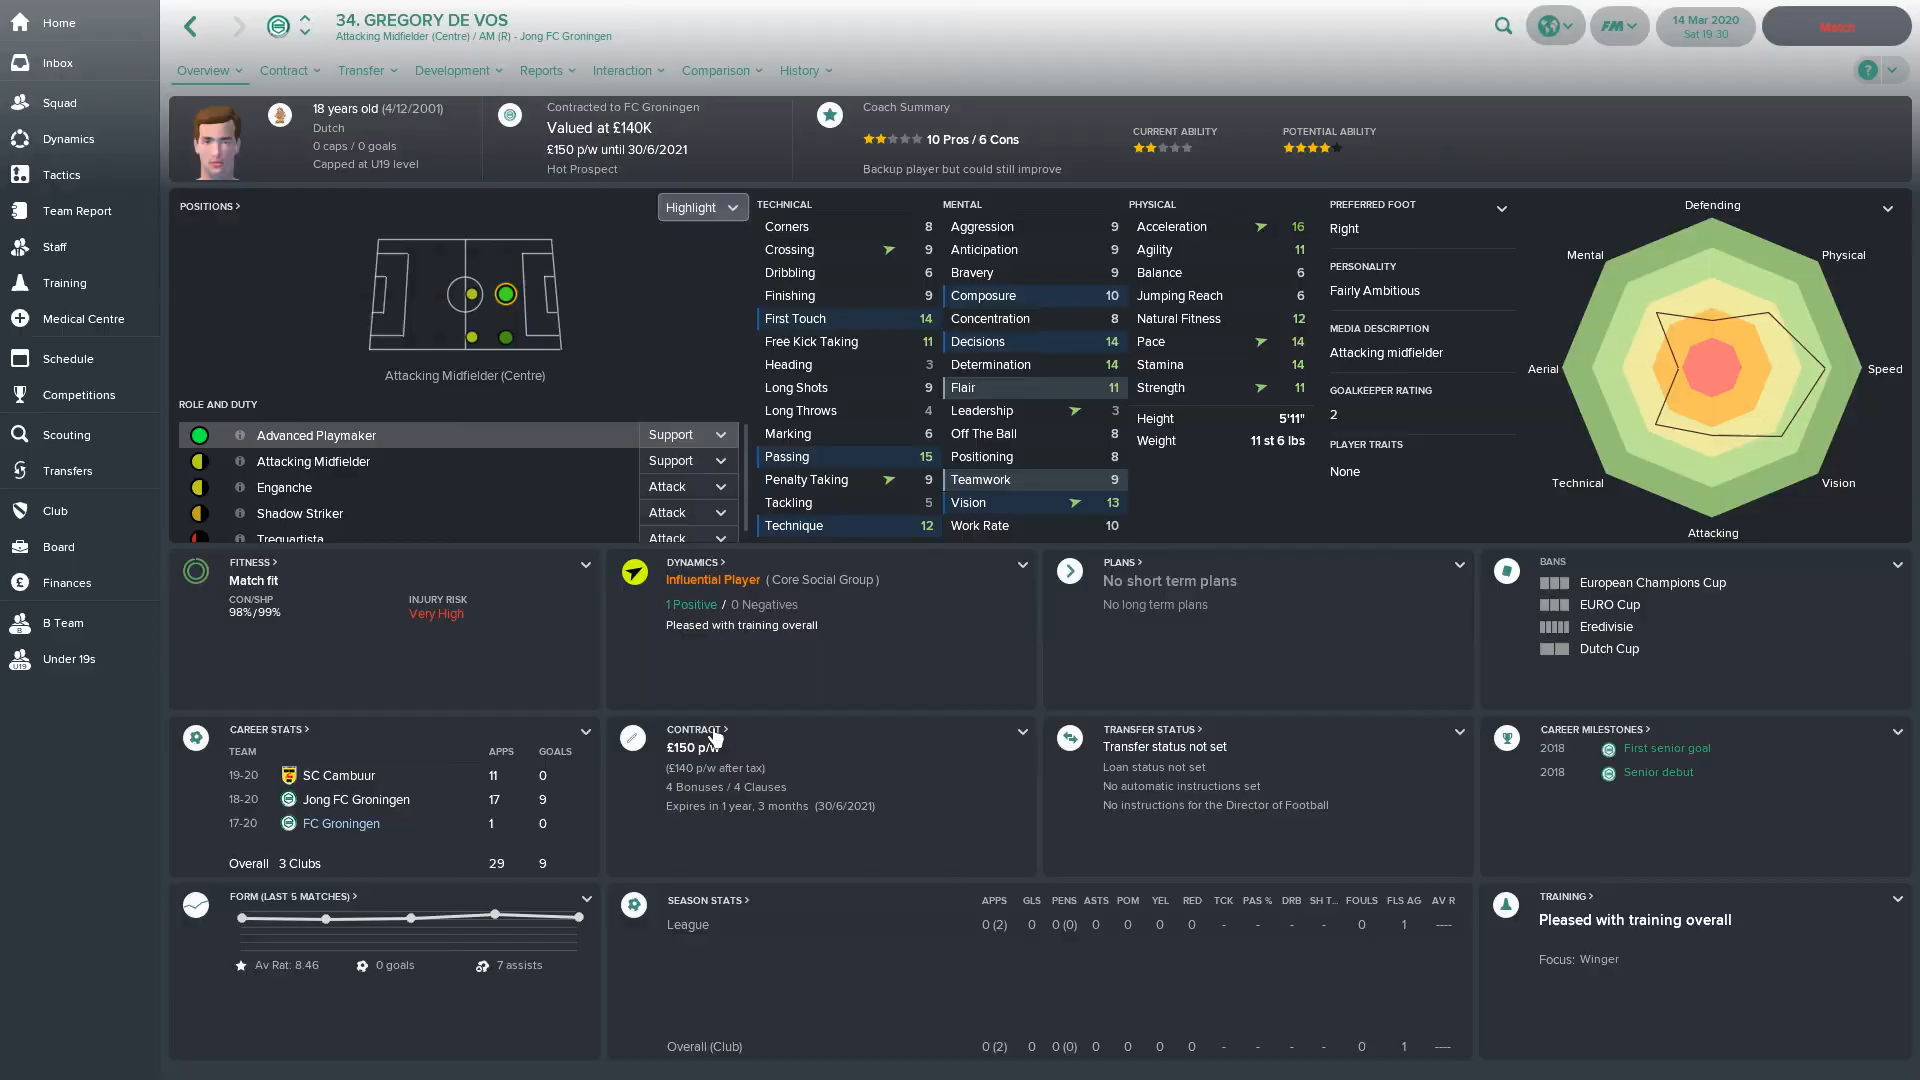 Home
Inbox
Squad
Dynamics
Tactics
Team Report
Staff
Training
Medical Centre
Schedule
Competitions
Scouting
Transfers
Club
Board
Finances
B Team
Under 19s
34. GREGORY DE VOS
Attacking Midfielder (Centre) / AM (R) - Jong FC Groningen
FM
14 Mar 2020
Sat 19:30
Match
Overview Contract Transfer Development Reports Interaction Comparison History
?
18 years old (4/12/2001)
Dutch
0 caps / 0 goals
Capped at U19 level
Contracted to FC Groningen
Valued at £140K
£150 p/w until 30/6/2021
Hot Prospect
Coach Summary
10 Pros / 6 Cons
Backup player but could still improve
CURRENT ABILITY
POTENTIAL ABILITY
POSITIONS >
Highlight
Attacking Midfielder (Centre)
ROLE AND DUTY
Advanced Playmaker Support
Attacking Midfielder Support
Enganche Attack
Shadow Striker Attack
Trequartista Attack
TECHNICAL
Corners 8
Crossing 9
Dribbling 6
Finishing 9
First Touch 14
Free Kick Taking 11
Heading 3
Long Shots 9
Long Throws 4
Marking 6
Passing 15
Penalty Taking 9
Tackling 5
Technique 12
MENTAL
Aggression 9
Anticipation 9
Bravery 9
Composure 10
Concentration 8
Decisions 14
Determination 14
Flair 11
Leadership 3
Off The Ball 8
Positioning 8
Teamwork 9
Vision 13
Work Rate 10
PHYSICAL
Acceleration 16
Agility 11
Balance 6
Jumping Reach 6
Natural Fitness 12
Pace 14
Stamina 14
Strength 11
Height 5'11"
Weight 11 st 6 lbs
PREFERRED FOOT
Right
PERSONALITY
Fairly Ambitious
MEDIA DESCRIPTION
Attacking midfielder
GOALKEEPER RATING
2
PLAYER TRAITS
None
Defending
Physical
Speed
Vision
Attacking
Technical
Aerial
Mental
FITNESS >
Match fit
CON/SHP
98%/99%
INJURY RISK
Very High
DYNAMICS >
Influential Player ( Core Social Group )
1 Positive / 0 Negatives
Pleased with training overall
PLANS >
No short term plans
No long term plans
BANS
European Champions Cup
EURO Cup
Eredivisie
Dutch Cup
CAREER STATS >
TEAM APPS GOALS
19-20 SC Cambuur 11 0
18-20 Jong FC Groningen 17 9
17-20 FC Groningen 1 0
Overall 3 Clubs 29 9
CONTRACT >
£150 p/w
(£140 p/w after tax)
4 Bonuses / 4 Clauses
Expires in 1 year, 3 months (30/6/2021)
TRANSFER STATUS >
Transfer status not set
Loan status not set
No automatic instructions set
No instructions for the Director of Football
CAREER MILESTONES >
2018 First senior goal
2018 Senior debut
FORM (LAST 5 MATCHES) >
Av Rat: 8.46 0 goals 7 assists
SEASON STATS > APPS GLS PENS ASTS POM YEL RED TCK PAS % DRB SH T... FOULS FLS AG AV R
League 0 (2) 0 0 (0) 0 0 0 0 - - - - 0 1 ----
Overall (Club) 0 (2) 0 0 (0) 0 0 0 0 - - - - 0 1 ----
TRAINING >
Pleased with training overall
Focus: Winger